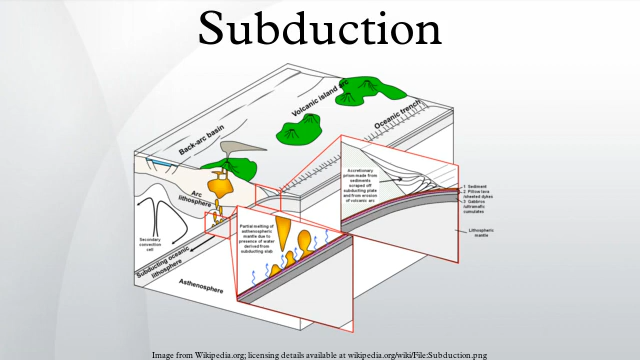 Subduction
Volcanic island arc
Oceanic trench
Back-arc basin
Accretionary
prism made from
sediments
scraped off
subducting plate
and from erosion
of volcanic arc
1 Sediment
2 Pillow lava
/sheeted dykes
3 Gabbros
/ultramafic
cumulates
Lithospheric
mantle
Arc
lithosphere
Partial melting of
asthenospheric
mantle due to
presence of water
derived from
subducting slab
Secondary
convection
cell
Subducting oceanic
lithosphere
Asthenosphere
Image from Wikipedia.org; licensing details available at wikipedia.org/wiki/File:Subduction.png